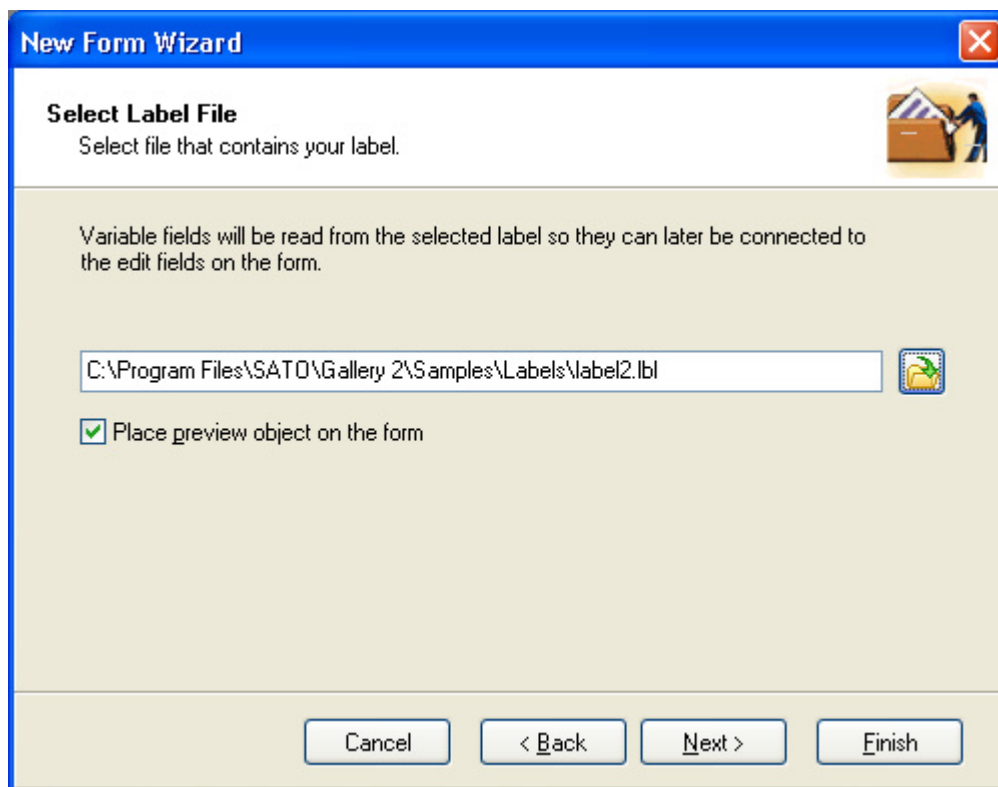 New Form Wizard
Select Label File
Select file that contains your label.
Variable fields will be read from the selected label so they can later be connected to
the edit fields on the form.
C:\Program Files\SATO\Gallery 2\Samples\Labels\label2.lbl
Place preview object on the form
Cancel
< Back
Next >
Finish